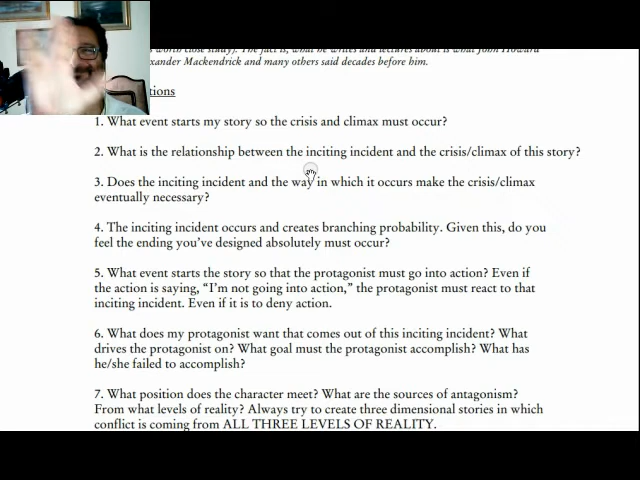 worth close study). The fact is, what he writes and lectures about is what John Howard
xander Mackendrick and many others said decades before him.
tions
1. What event starts my story so the crisis and climax must occur?
2. What is the relationship between the inciting incident and the crisis/climax of this story?
3. Does the inciting incident and the way in which it occurs make the crisis/climax
eventually necessary?
4. The inciting incident occurs and creates branching probability. Given this, do you
feel the ending you've designed absolutely must occur?
5. What event starts the story so that the protagonist must go into action? Even if
the action is saying, "I'm not going into action," the protagonist must react to that
inciting incident. Even if it is to deny action.
6. What does my protagonist want that comes out of this inciting incident? What
drives the protagonist on? What goal must the protagonist accomplish? What has
he/she failed to accomplish?
7. What position does the character meet? What are the sources of antagonism?
From what levels of reality? Always try to create three dimensional stories in which
conflict is coming from ALL THREE LEVELS OF REALITY.